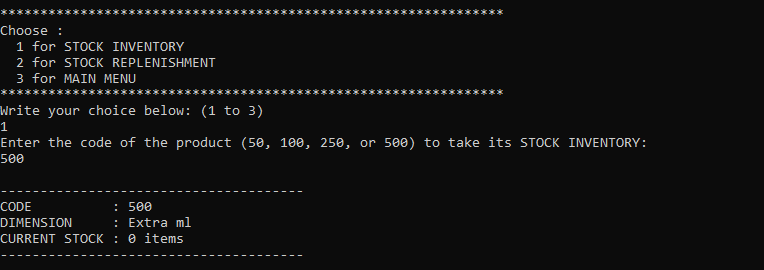 ***************************************************************
Choose :
  1 for STOCK INVENTORY
  2 for STOCK REPLENISHMENT
  3 for MAIN MENU
***************************************************************
Write your choice below: (1 to 3)
1
Enter the code of the product (50, 100, 250, or 500) to take its STOCK INVENTORY:
500

--------------------------------------
CODE          : 500
DIMENSION     : Extra ml
CURRENT STOCK : 0 items
--------------------------------------